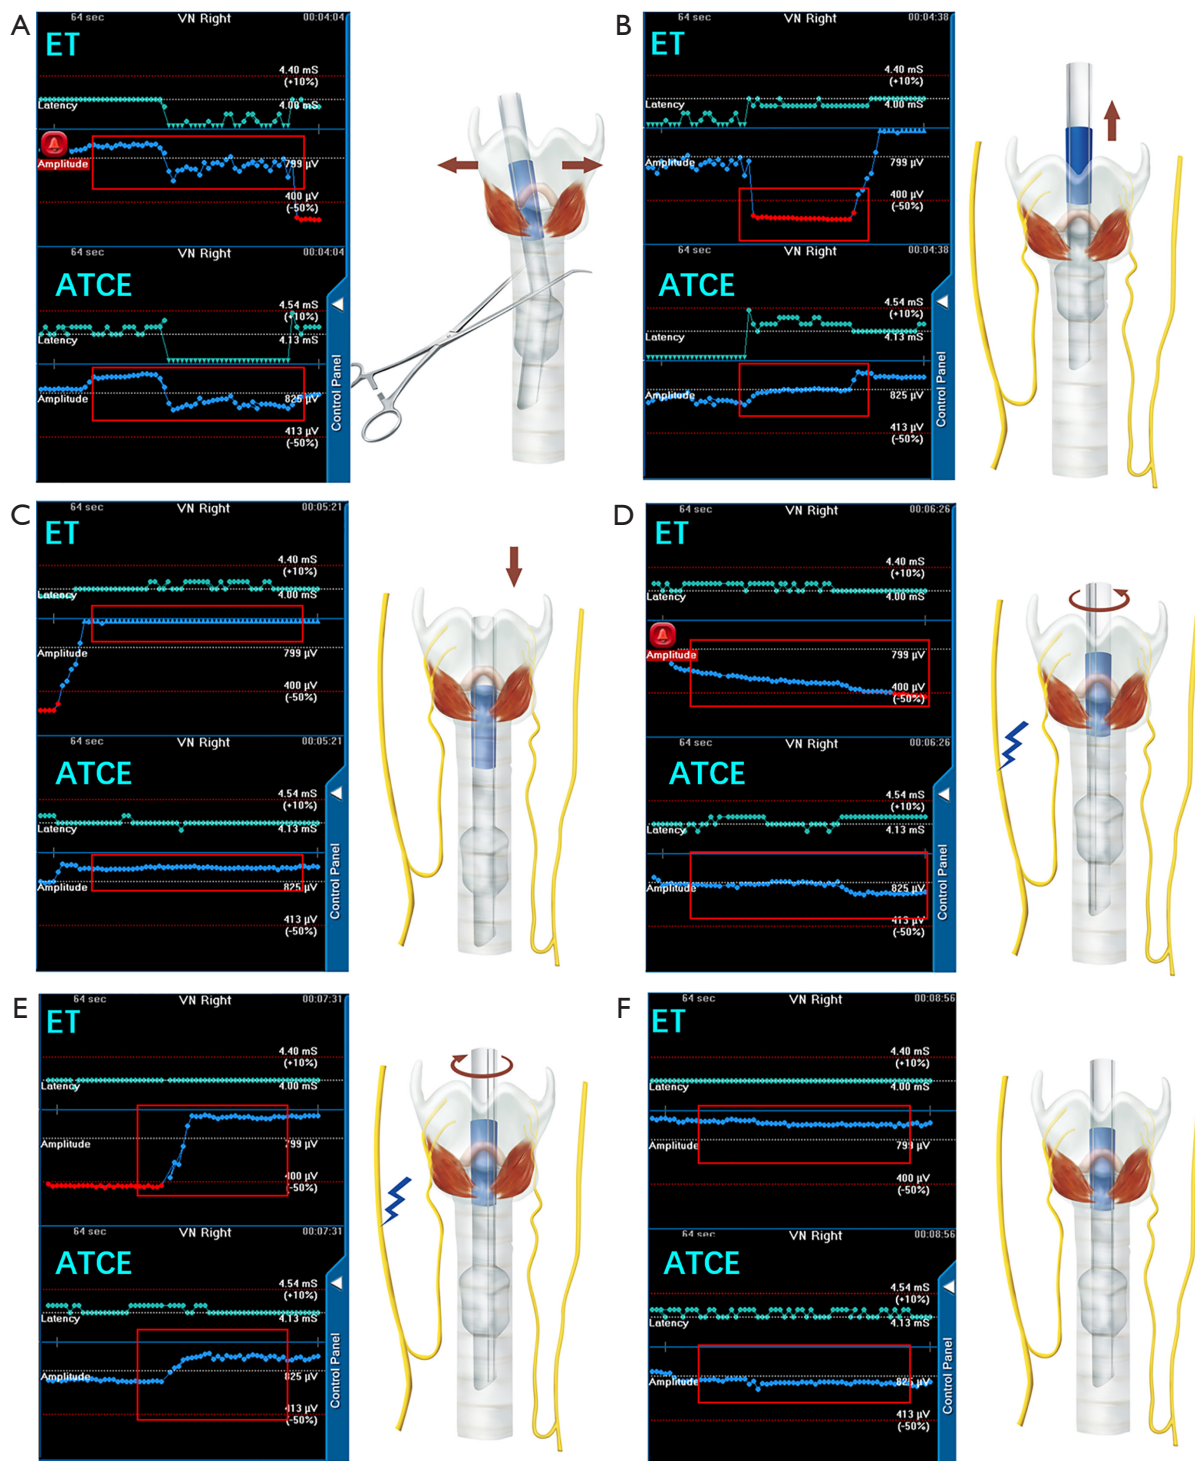 A
64 sec VN Right 00:04:04
ET
4.40 mS
(+10%)
Latency 4.00 mS
Amplitude 799 µV
400 µV
(-50%)
64 sec VN Right 00:04:04
ATCE
4.54 mS
(+10%)
Latency 4.13 mS
Amplitude 825 µV
413 µV
(-50%)
Control Panel
B
64 sec VN Right 00:04:38
ET
4.40 mS
(+10%)
Latency 4.00 mS
Amplitude 799 µV
400 µV
(-50%)
64 sec VN Right 00:04:38
ATCE
4.54 mS
(+10%)
Latency 4.13 mS
Amplitude 825 µV
413 µV
(-50%)
Control Panel
C
64 sec VN Right 00:05:21
ET
4.40 mS
(+10%)
Latency 4.00 mS
Amplitude 799 µV
400 µV
(-50%)
64 sec VN Right 00:05:21
ATCE
4.54 mS
(+10%)
Latency 4.13 mS
Amplitude 825 µV
413 µV
(-50%)
Control Panel
D
64 sec VN Right 00:06:26
ET
4.40 mS
(+10%)
Latency 4.00 mS
Amplitude 799 µV
400 µV
(-50%)
64 sec VN Right 00:06:26
ATCE
4.54 mS
(+10%)
Latency 4.13 mS
Amplitude 825 µV
413 µV
(-50%)
Control Panel
E
64 sec VN Right 00:07:31
ET
4.40 mS
(+10%)
Latency 4.00 mS
Amplitude 799 µV
400 µV
(-50%)
64 sec VN Right 00:07:31
ATCE
4.54 mS
(+10%)
Latency 4.13 mS
Amplitude 825 µV
413 µV
(-50%)
Control Panel
F
64 sec VN Right 00:08:56
ET
4.40 mS
(+10%)
Latency 4.00 mS
Amplitude 799 µV
400 µV
(-50%)
64 sec VN Right 00:08:56
ATCE
4.54 mS
(+10%)
Latency 4.13 mS
Amplitude 825 µV
413 µV
(-50%)
Control Panel